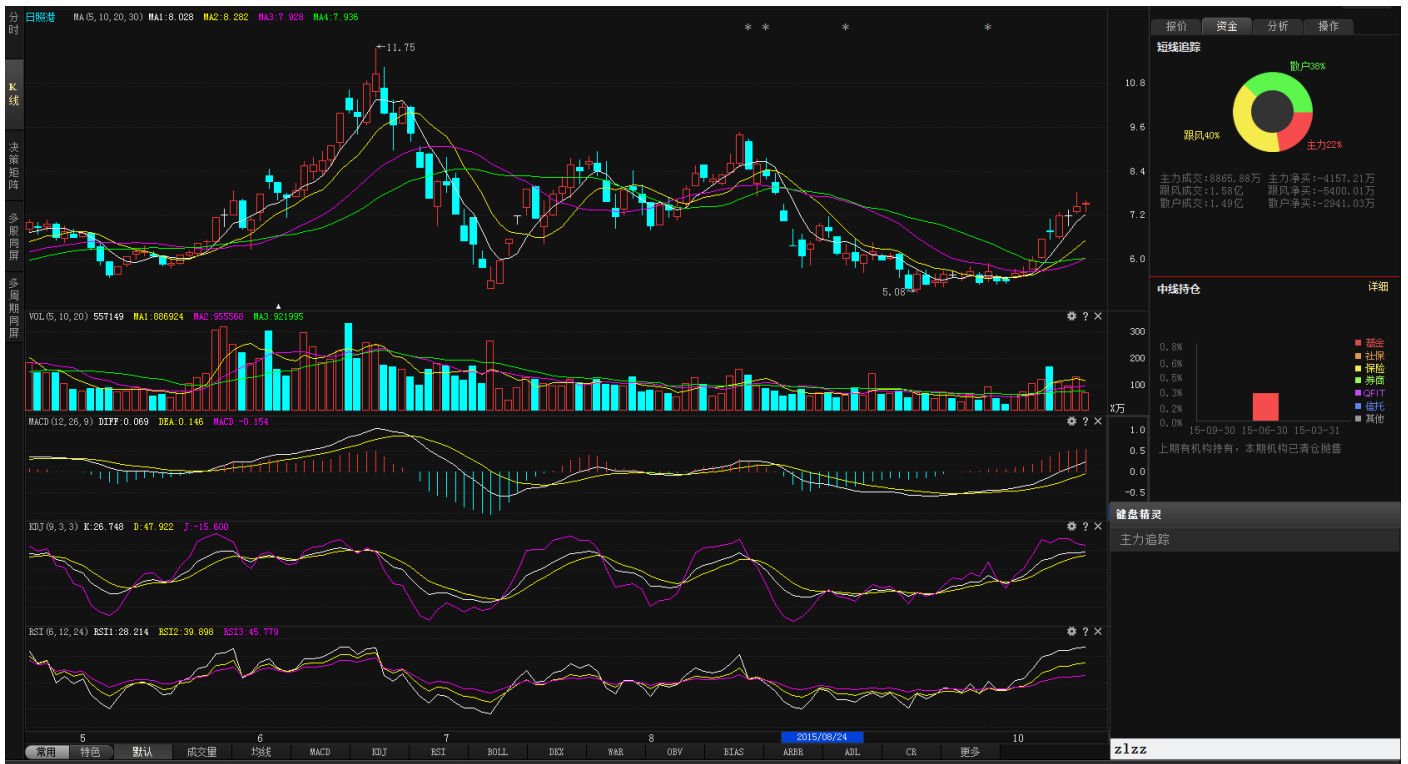 分时
K线
决策矩阵
多股同屏
多周期同屏
日照港 MA(5,10,20,30) MA1:8.028 MA2:8.282 MA3:7.928 MA4:7.936
* * * *
←11.75
5.08→
10.8
9.6
8.4
7.2
6.0
VOL(5,10,20) 557149 MA1:886924 MA2:955568 MA3:921995 ? ×
300
200
100
X万
MACD(12,26,9) DIFF:0.069 DEA:0.146 MACD:-0.154 ? ×
1.0
0.5
0.0
-0.5
KDJ(9,3,3) K:26.748 D:47.922 J:-15.600 ? ×
RSI(6,12,24) RSI1:28.214 RSI2:39.898 RSI3:45.779 ? ×
5 6 7 8 2015/08/24 10
常用 特色 默认 成交量 均线 MACD KDJ RSI BOLL DKX W&R OBV BIAS ARBR ADL CR 更多
报价 资金 分析 操作
短线追踪
散户38%
跟风40%
主力22%
主力成交:8865.88万 主力净买:-4157.21万
跟风成交:1.58亿 跟风净买:-5400.01万
散户成交:1.49亿 散户净买:-2941.03万
中线持仓 详细
0.8%
0.6%
0.5%
0.3%
0.2%
0.0%
基金
社保
保险
券商
QFIT
信托
其他
15-09-30 15-06-30 15-03-31
上期有机构持有，本期机构已清仓抛售
键盘精灵
主力追踪
zlzz